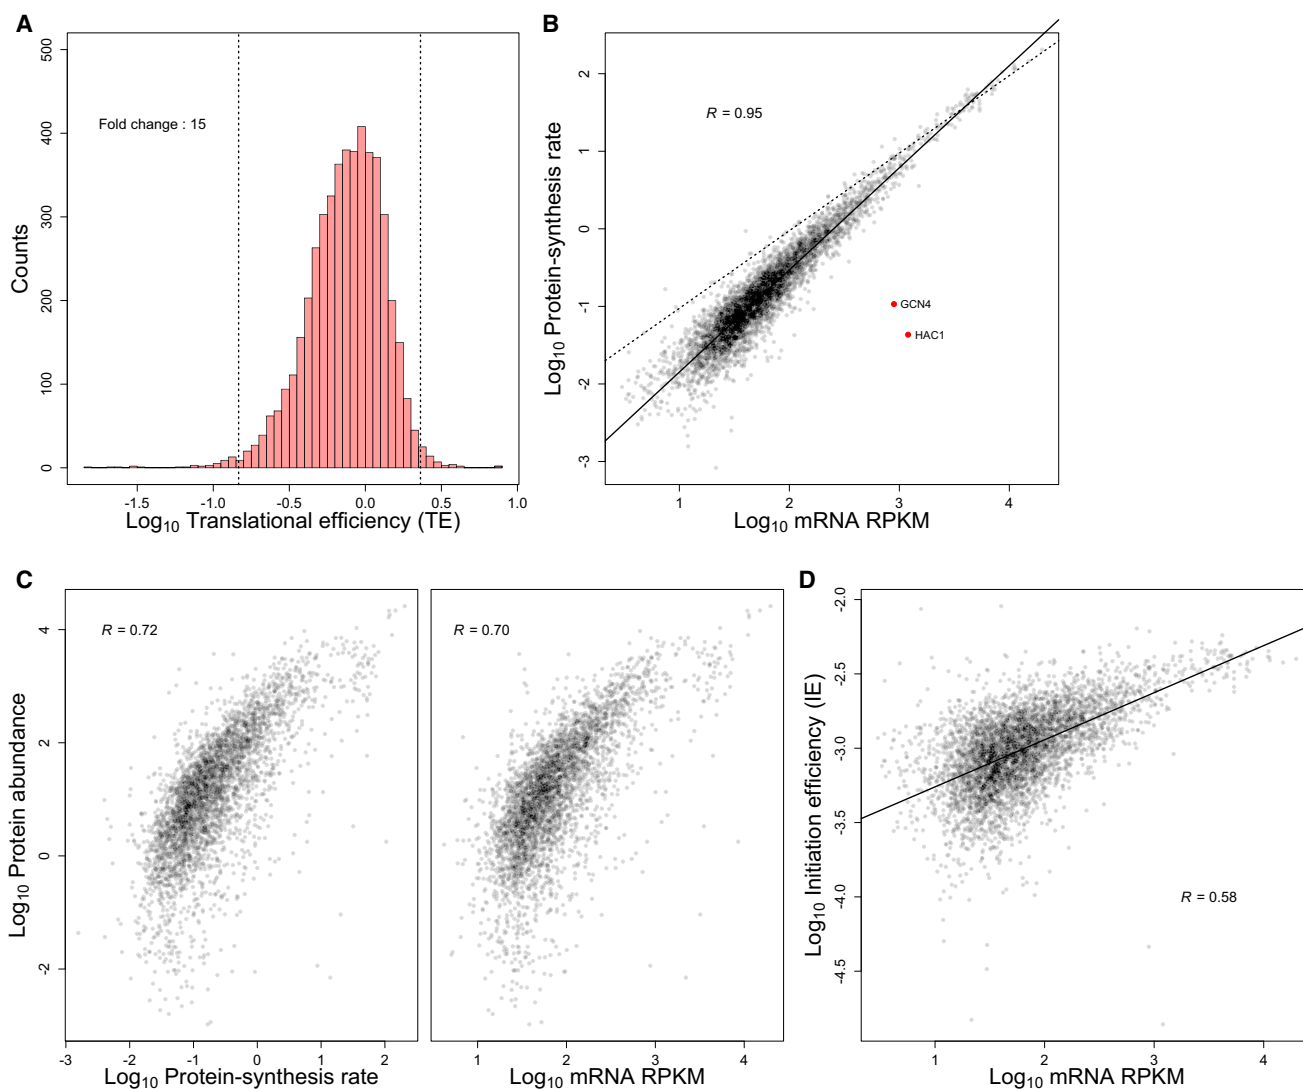 A
500
400
300
200
100
0
Counts
Fold change : 15
-1.5 -1.0 -0.5 0.0 0.5 1.0
Log10 Translational efficiency (TE)
B
2
1
0
-1
-2
-3
Log10 Protein-synthesis rate
R = 0.95
GCN4
HAC1
1 2 3 4
Log10 mRNA RPKM
C
4
2
0
-2
Log10 Protein abundance
R = 0.72
-3 -2 -1 0 1 2
Log10 Protein-synthesis rate
R = 0.70
1 2 3 4
Log10 mRNA RPKM
D
-2.0
-2.5
-3.0
-3.5
-4.0
-4.5
Log10 Initiation efficiency (IE)
R = 0.58
1 2 3 4
Log10 mRNA RPKM